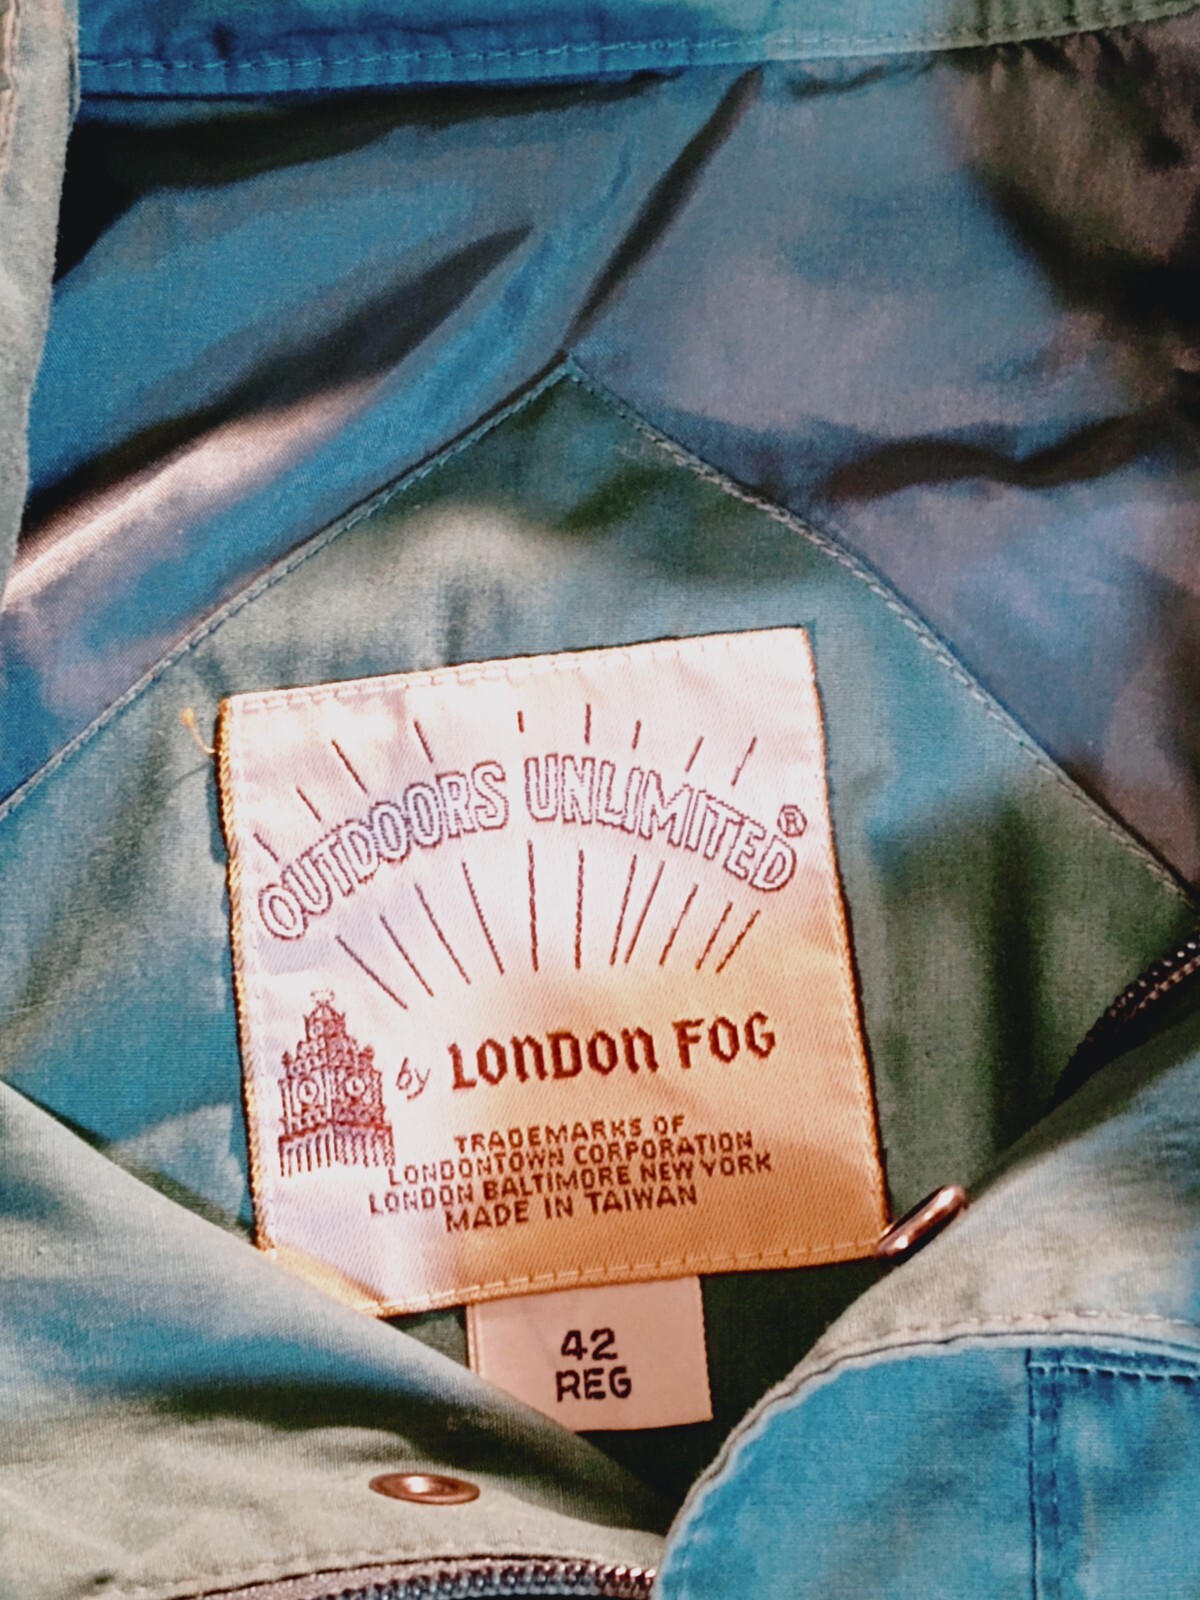 OUTDOORS UNLIMITED®
by LONDON FOG
TRADEMARKS OF
LONDONTOWN CORPORATION
LONDON BALTIMORE NEW YORK
MADE IN TAIWAN
42
REG